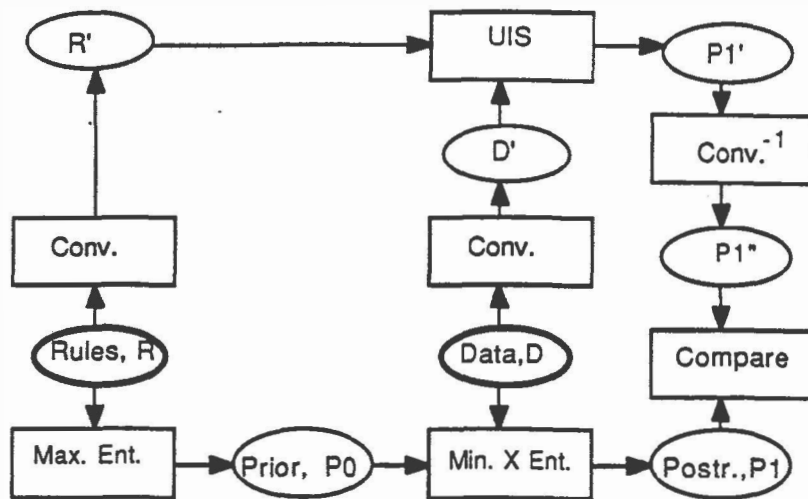 R'
UIS
P1'
D'
Conv.-1
Conv.
Conv.
P1"
Rules, R
Data,D
Compare
Max. Ent.
Prior, P0
Min. X Ent.
Postr.,P1